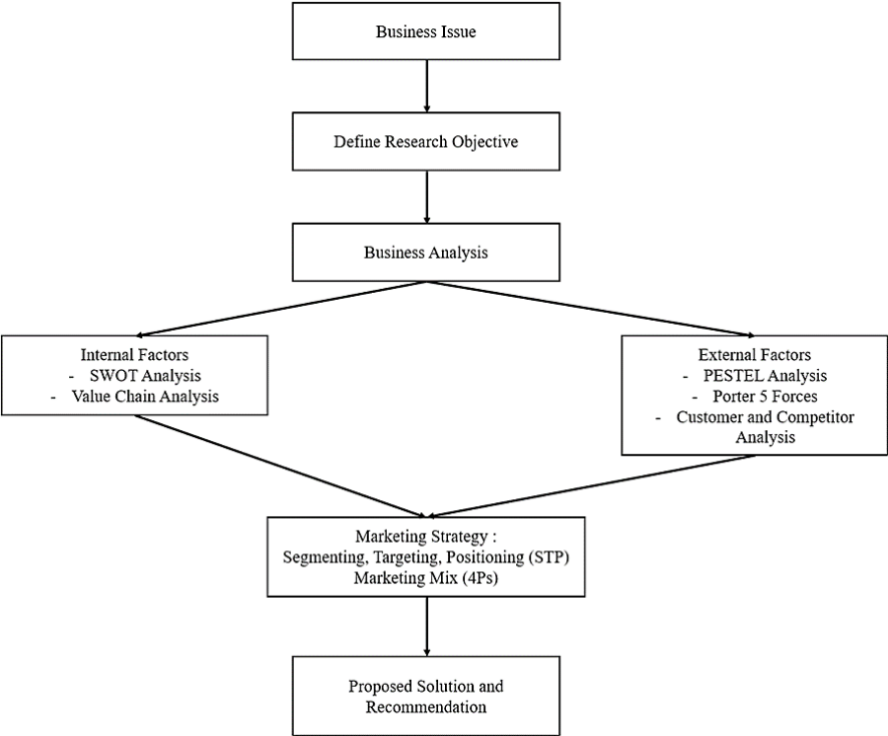 Business Issue
Define Research Objective
Business Analysis
Internal Factors
- SWOT Analysis
- Value Chain Analysis
External Factors
- PESTEL Analysis
- Porter 5 Forces
- Customer and Competitor
Analysis
Marketing Strategy :
Segmenting, Targeting, Positioning (STP)
Marketing Mix (4Ps)
Proposed Solution and
Recommendation